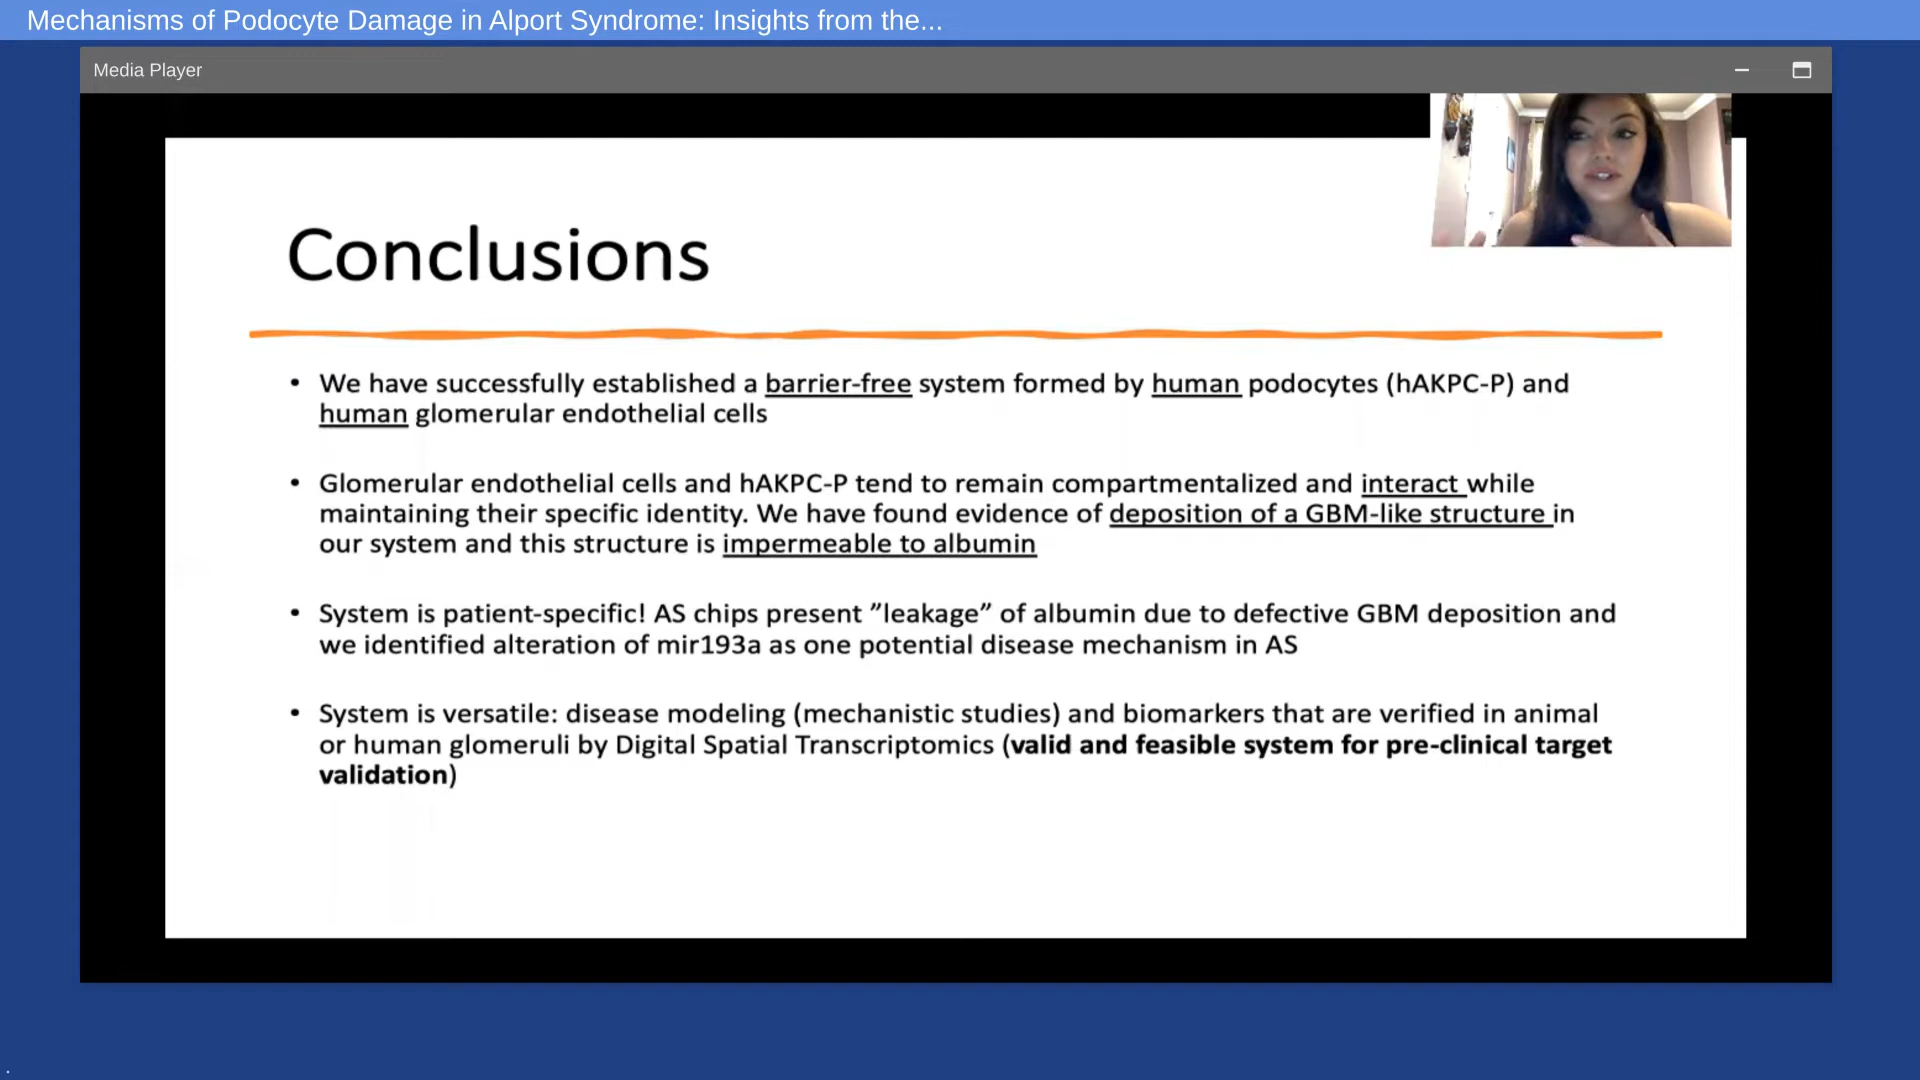 Mechanisms of Podocyte Damage in Alport Syndrome: Insights from the...
Media Player
Conclusions
• We have successfully established a barrier-free system formed by human podocytes (hAKPC-P) and
human glomerular endothelial cells
• Glomerular endothelial cells and hAKPC-P tend to remain compartmentalized and interact while
maintaining their specific identity. We have found evidence of deposition of a GBM-like structure in
our system and this structure is impermeable to albumin
• System is patient-specific! AS chips present ”leakage” of albumin due to defective GBM deposition and
we identified alteration of mir193a as one potential disease mechanism in AS
• System is versatile: disease modeling (mechanistic studies) and biomarkers that are verified in animal
or human glomeruli by Digital Spatial Transcriptomics (valid and feasible system for pre-clinical target
validation)
.